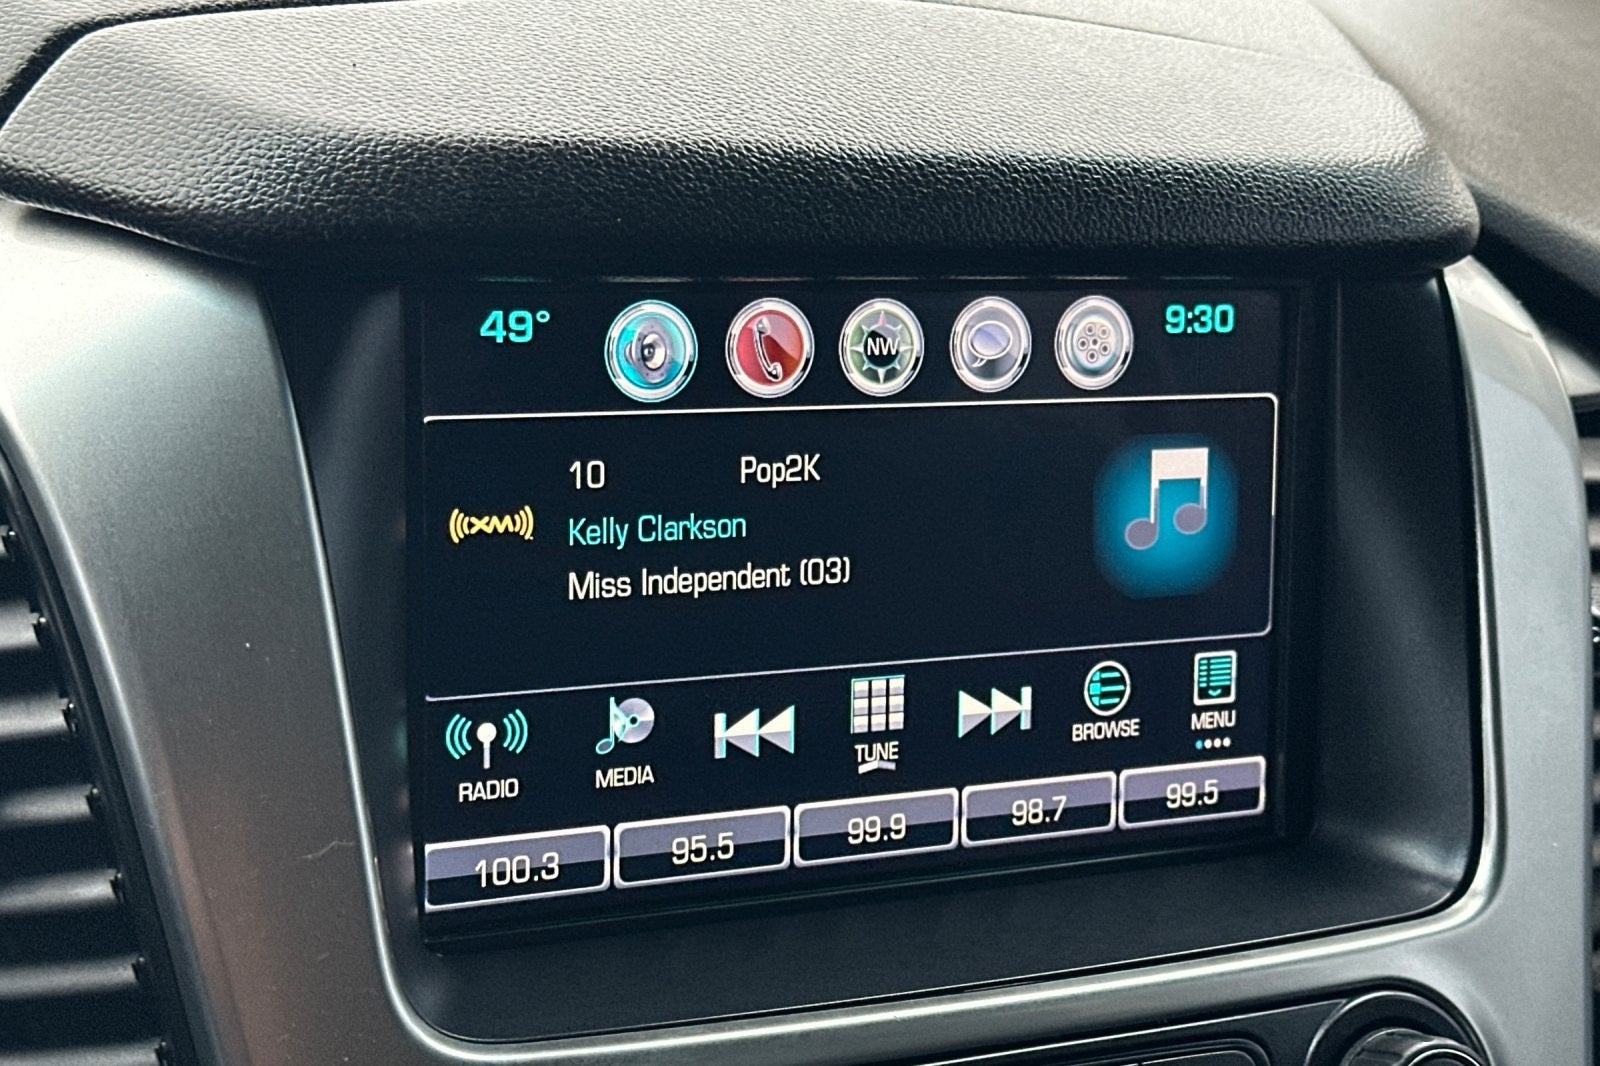 49° NW 9:30
10 Pop2K
XM
Kelly Clarkson
Miss Independent (03)
RADIO MEDIA TUNE BROWSE MENU
100.3 95.5 99.9 98.7 99.5